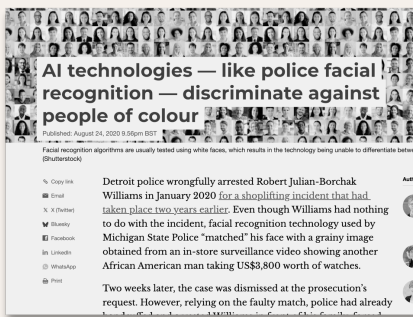 AI technologies — like police facial
recognition — discriminate against
people of colour
Published: August 24, 2020 9.56pm BST
Facial recognition algorithms are usually tested using white faces, which results in the technology being unable to differentiate
(Shutterstock)
Copy link
Email
X (Twitter)
Bluesky
Facebook
LinkedIn
WhatsApp
Print
Detroit police wrongfully arrested Robert Julian-Borchak
Williams in January 2020 for a shoplifting incident that had
taken place two years earlier. Even though Williams had nothing
to do with the incident, facial recognition technology used by
Michigan State Police “matched” his face with a grainy image
obtained from an in-store surveillance video showing another
African American man taking US$3,800 worth of watches.
Two weeks later, the case was dismissed at the prosecution’s
request. However, relying on the faulty match, police had already